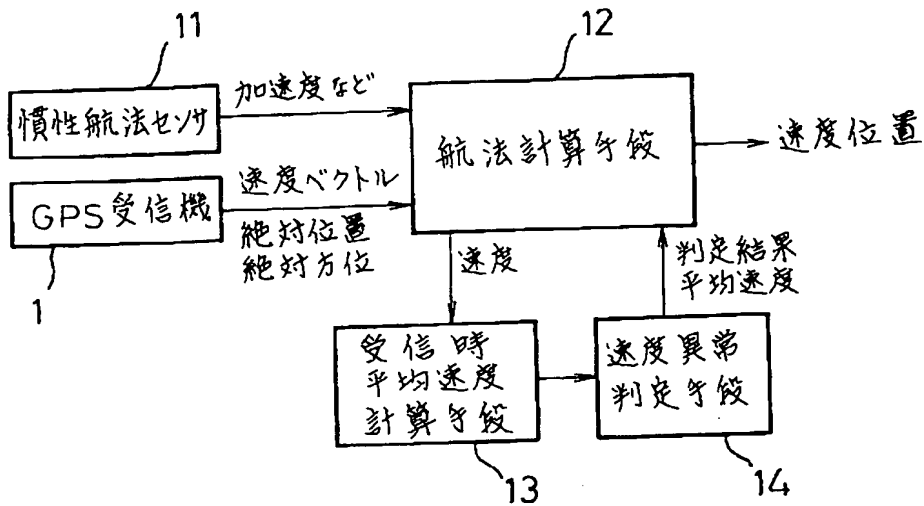 11
12
慣性航法センサ
加速度など
航法計算手段
速度位置
GPS受信機
速度ベクトル
絶対位置
絶対方位
1
速度
判定結果
平均速度
受信時
平均速度
計算手段
速度異常
判定手段
13
14